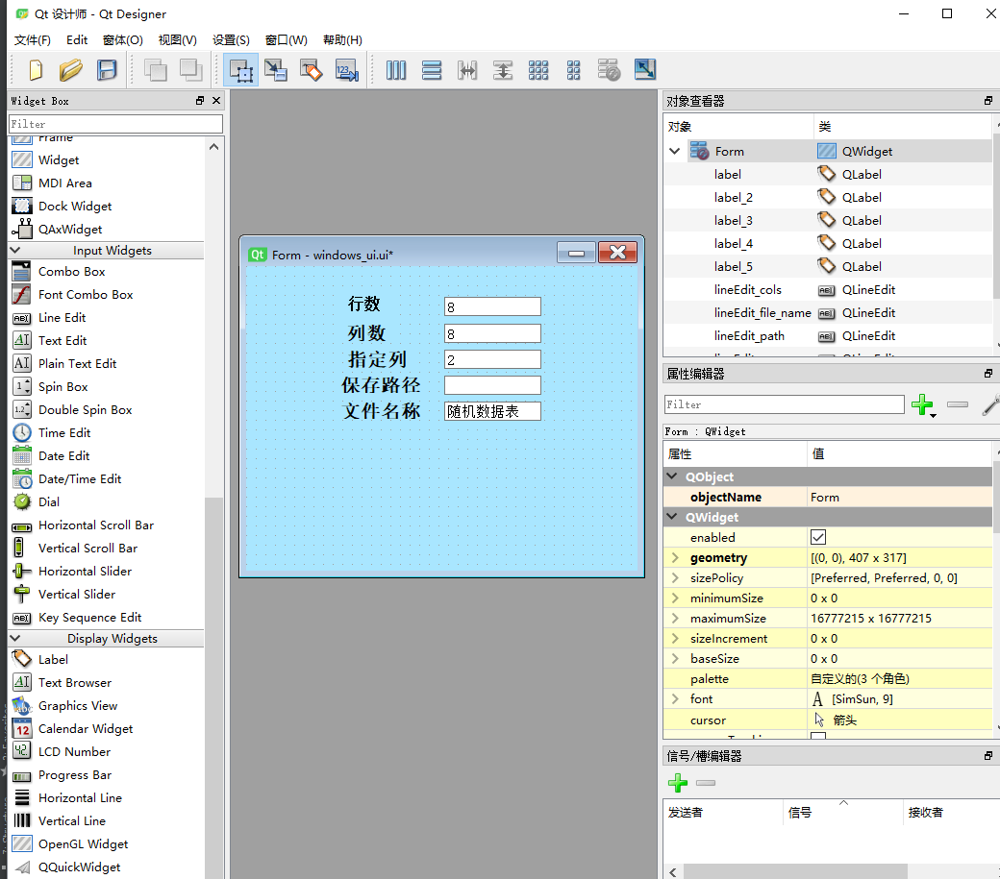 Qt 设计师 - Qt Designer
文件(F) Edit 窗体(O) 视图(V) 设置(S) 窗口(W) 帮助(H)
Widget Box
Filter
Frame
Widget
MDI Area
Dock Widget
QAxWidget
Input Widgets
Combo Box
Font Combo Box
Line Edit
Text Edit
Plain Text Edit
Spin Box
Double Spin Box
Time Edit
Date Edit
Date/Time Edit
Dial
Horizontal Scroll Bar
Vertical Scroll Bar
Horizontal Slider
Vertical Slider
Key Sequence Edit
Display Widgets
Label
Text Browser
Graphics View
Calendar Widget
LCD Number
Progress Bar
Horizontal Line
Vertical Line
OpenGL Widget
QQuickWidget
Form - windows_ui.ui*
行数 8
列数 8
指定列 2
保存路径
文件名称 随机数据表
对象查看器
对象 类
Form QWidget
label QLabel
label_2 QLabel
label_3 QLabel
label_4 QLabel
label_5 QLabel
lineEdit_cols QLineEdit
lineEdit_file_name QLineEdit
lineEdit_path QLineEdit
属性编辑器
Filter
Form : QWidget
属性 值
QObject
objectName Form
QWidget
enabled
geometry [(0, 0), 407 x 317]
sizePolicy [Preferred, Preferred, 0, 0]
minimumSize 0 x 0
maximumSize 16777215 x 16777215
sizeIncrement 0 x 0
baseSize 0 x 0
palette 自定义的(3 个角色)
font A [SimSun, 9]
cursor 箭头
信号/槽编辑器
发送者 信号 接收者